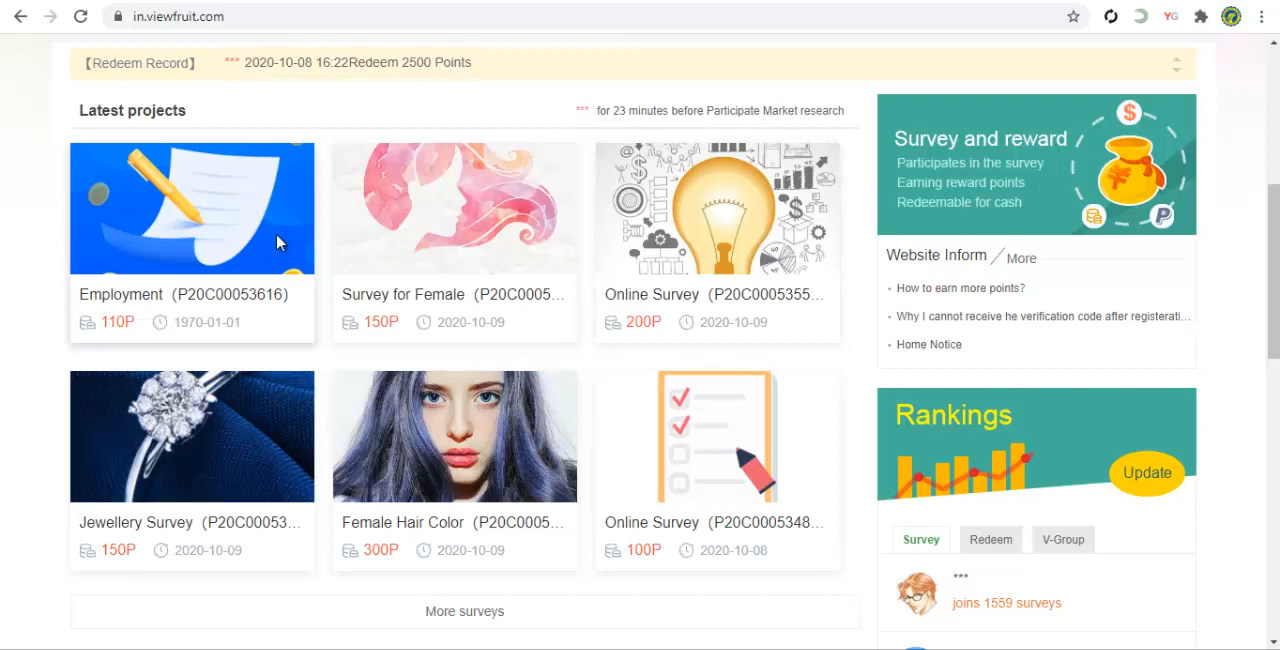 in.viewfruit.com
YG
【Redeem Record】 *** 2020-10-08 16:22Redeem 2500 Points
Latest projects
*** for 23 minutes before Participate Market research
Employment（P20C00053616）
110P 1970-01-01
Survey for Female（P20C0005...
150P 2020-10-09
Online Survey（P20C0005355...
200P 2020-10-09
Jewellery Survey（P20C00053...
150P 2020-10-09
Female Hair Color（P20C0005...
300P 2020-10-09
Online Survey（P20C0005348...
100P 2020-10-08
More surveys
Survey and reward
Participates in the survey
Earning reward points
Redeemable for cash
Website Inform / More
How to earn more points?
Why I cannot receive he verification code after registerati...
Home Notice
Rankings
Update
Survey Redeem V-Group
***
joins 1559 surveys